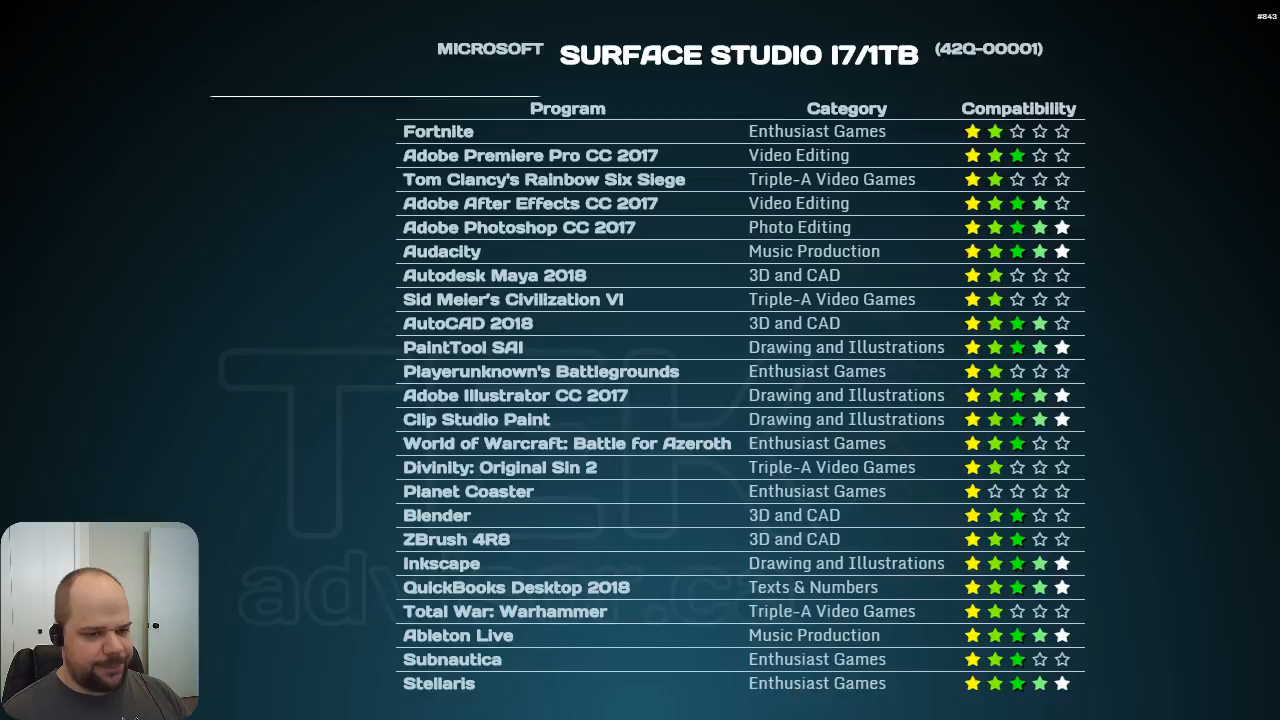 #843
MICROSOFT SURFACE STUDIO I7/1TB (42Q-00001)
Program Category Compatibility
Fortnite Enthusiast Games
Adobe Premiere Pro CC 2017 Video Editing
Tom Clancy's Rainbow Six Siege Triple-A Video Games
Adobe After Effects CC 2017 Video Editing
Adobe Photoshop CC 2017 Photo Editing
Audacity Music Production
Autodesk Maya 2018 3D and CAD
Sid Meier's Civilization VI Triple-A Video Games
AutoCAD 2018 3D and CAD
PaintTool SAI Drawing and Illustrations
Playerunknown's Battlegrounds Enthusiast Games
Adobe Illustrator CC 2017 Drawing and Illustrations
Clip Studio Paint Drawing and Illustrations
World of Warcraft: Battle for Azeroth Enthusiast Games
Divinity: Original Sin 2 Triple-A Video Games
Planet Coaster Enthusiast Games
Blender 3D and CAD
ZBrush 4R8 3D and CAD
Inkscape Drawing and Illustrations
QuickBooks Desktop 2018 Texts & Numbers
Total War: Warhammer Triple-A Video Games
Ableton Live Music Production
Subnautica Enthusiast Games
Stellaris Enthusiast Games